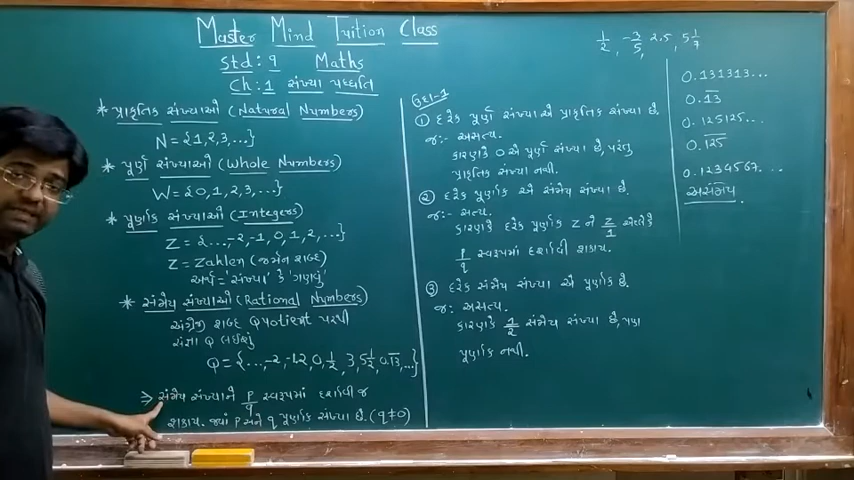 Master Mind Tuition Class
Std : 9 Maths
Ch : 1 સંખ્યા પધ્ધતિ
* પ્રાકૃતિક સંખ્યાઓ (Natural Numbers)
N = {1, 2, 3, ...}
* પૂર્ણ સંખ્યાઓ (Whole Numbers)
W = {0, 1, 2, 3, ...}
* પૂર્ણાંક સંખ્યાઓ (Integers)
Z = {... -2, -1, 0, 1, 2, ...}
Z = Zahlen (જર્મન શબ્દ)
અર્થ = 'સંખ્યા' કે 'ગણવું'
* સંમેય સંખ્યાઓ (Rational Numbers)
અંગ્રેજી શબ્દ Quotient પરથી
સંજ્ઞા Q લઈશું
Q = {..., -2, -1.2, 0, 1/2, 3, 5 1/2, 0.1̅3̅, ...}
⇒ સંમેય સંખ્યાને p/q સ્વરૂપમાં દર્શાવી જ
શકાય. જ્યાં p અને q પૂર્ણાંક સંખ્યા છે. (q ≠ 0)
ઉદા-1
① દરેક પૂર્ણ સંખ્યા એ પ્રાકૃતિક સંખ્યા છે.
જ:- અસત્ય.
કારણકે 0 એ પૂર્ણ સંખ્યા છે, પરંતુ
પ્રાકૃતિક સંખ્યા નથી.
② દરેક પૂર્ણાંક એ સંમેય સંખ્યા છે.
જ:- સત્ય.
કારણકે દરેક પૂર્ણાંક Z ને Z/1 એટલેકે
p/q સ્વરૂપમાં દર્શાવી શકાય.
③ દરેક સંમેય સંખ્યા એ પૂર્ણાંક છે.
જ: અસત્ય.
કારણકે 1/2 સંમેય સંખ્યા છે, પણ
પૂર્ણાંક નથી.
1/2, -3/5, 2.5, 5 1/7
0.131313...
0.1̅3̅
0.125125...
0.1̅2̅5̅
0.1234567...
અસંમેય.